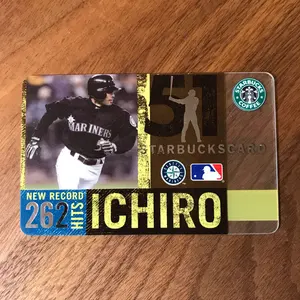 MARINERS
51
STARBUCKSCARD
STARBUCKS
COFFEE
NEW RECORD
262
HITS
ICHIRO